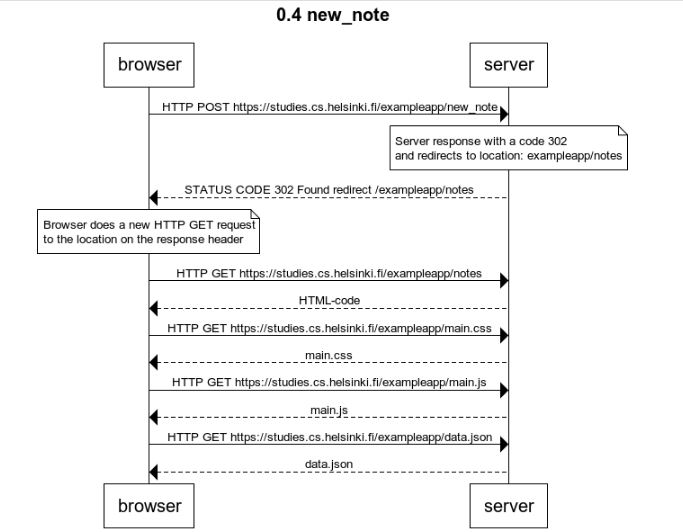 0.4 new_note
browser
server
HTTP POST https://studies.cs.helsinki.fi/exampleapp/new_note
Server response with a code 302
and redirects to location: exampleapp/notes
STATUS CODE 302 Found redirect /exampleapp/notes
Browser does a new HTTP GET request
to the location on the response header
HTTP GET https://studies.cs.helsinki.fi/exampleapp/notes
HTML-code
HTTP GET https://studies.cs.helsinki.fi/exampleapp/main.css
main.css
HTTP GET https://studies.cs.helsinki.fi/exampleapp/main.js
main.js
HTTP GET https://studies.cs.helsinki.fi/exampleapp/data.json
data.json
browser
server